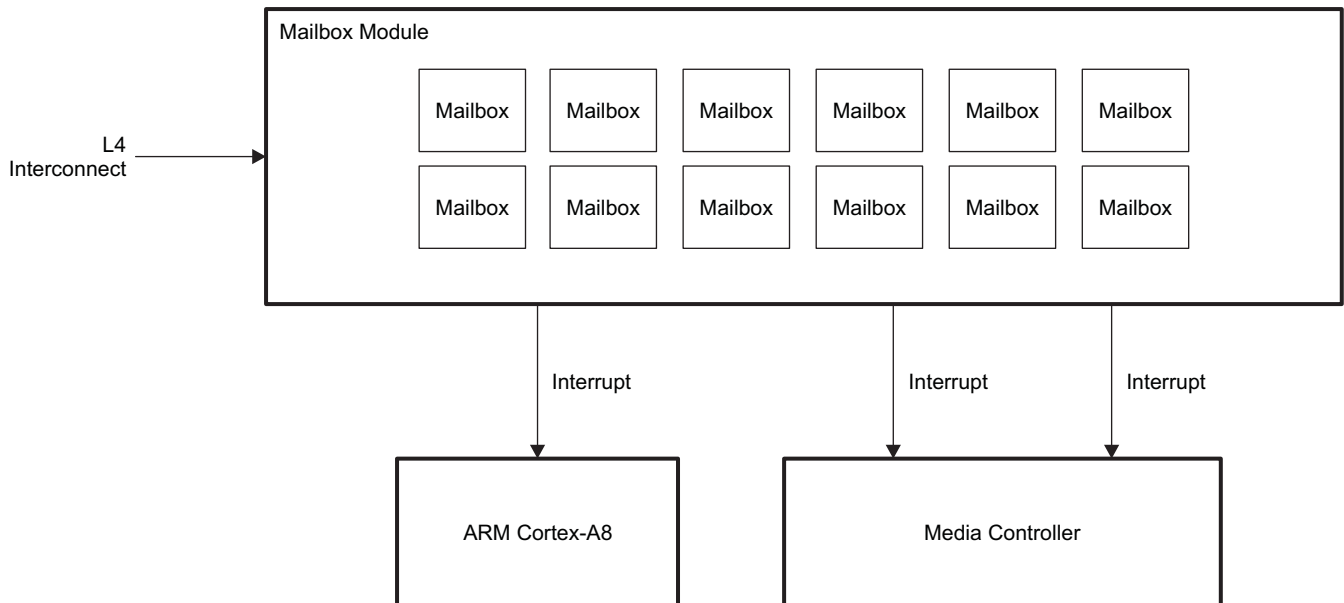 Mailbox Module
Mailbox Mailbox Mailbox Mailbox Mailbox Mailbox
L4
Interconnect
Mailbox Mailbox Mailbox Mailbox Mailbox Mailbox
Interrupt Interrupt Interrupt
ARM Cortex-A8 Media Controller